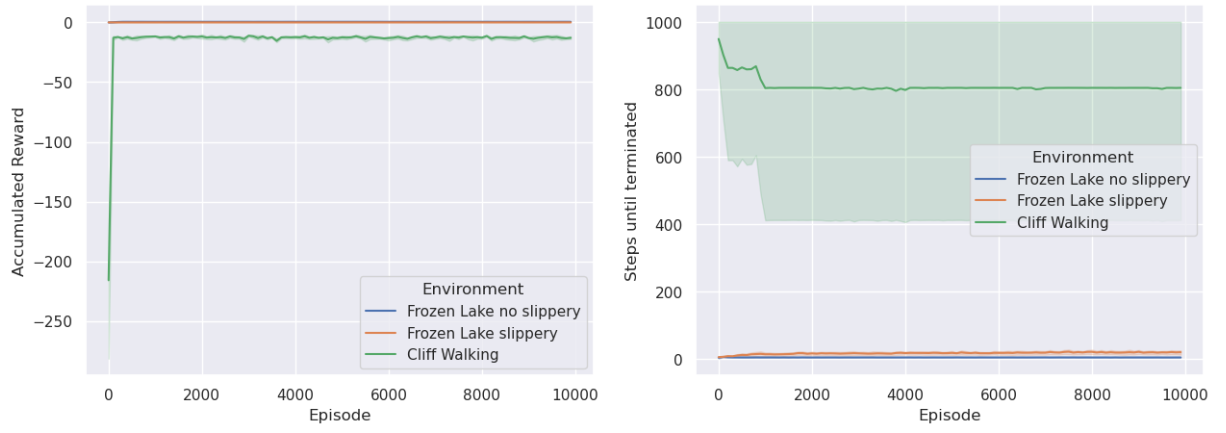 0
−50
−100
−150
−200
−250
Accumulated Reward
0
2000
4000
6000
8000
10000
Episode
Environment
Frozen Lake no slippery
Frozen Lake slippery
Cliff Walking
1000
800
600
400
200
0
Steps until terminated
0
2000
4000
6000
8000
10000
Episode
Environment
Frozen Lake no slippery
Frozen Lake slippery
Cliff Walking